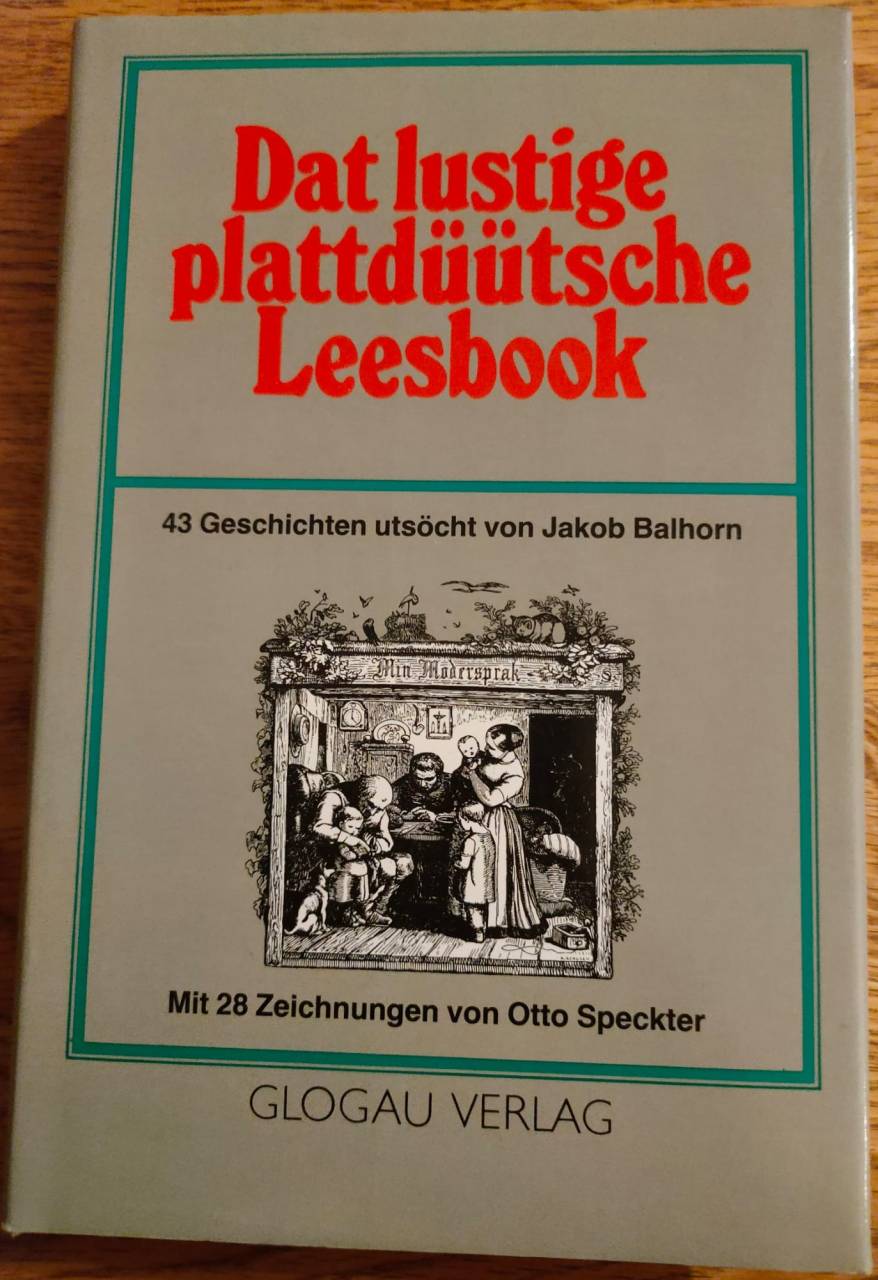 Dat lustige
plattdüütsche
Leesbook
43 Geschichten utsöcht von Jakob Balhorn
Min Modersprak
Mit 28 Zeichnungen von Otto Speckter
GLOGAU VERLAG